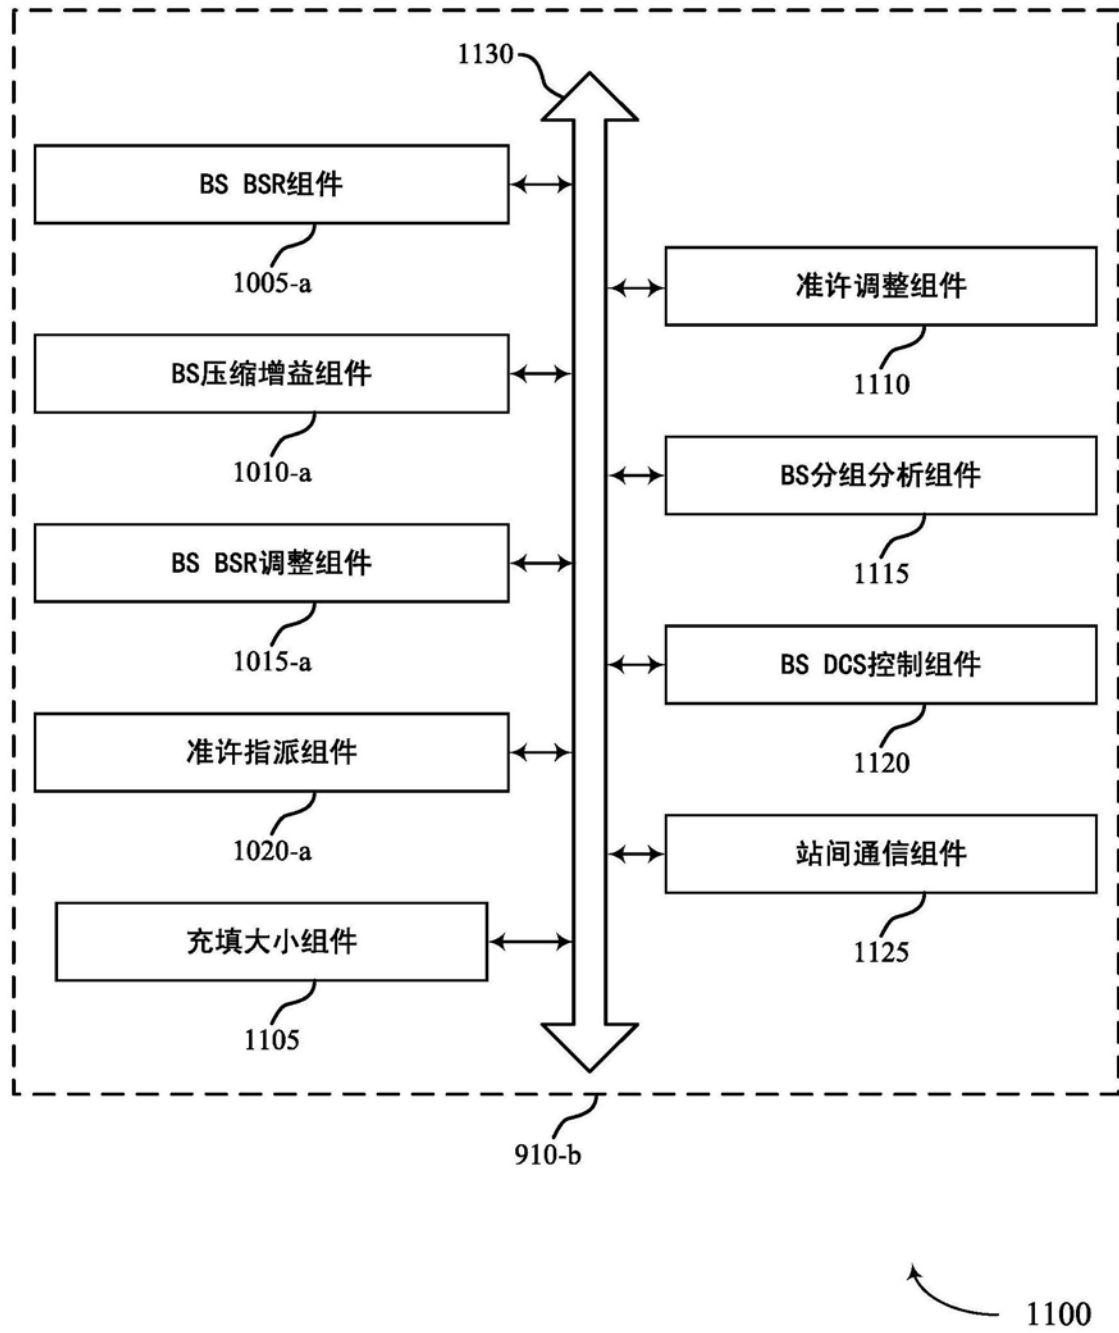 1130
BS BSR组件
1005-a
准许调整组件
1110
BS压缩增益组件
1010-a
BS分组分析组件
1115
BS BSR调整组件
1015-a
BS DCS控制组件
1120
准许指派组件
1020-a
站间通信组件
1125
充填大小组件
1105
910-b
1100